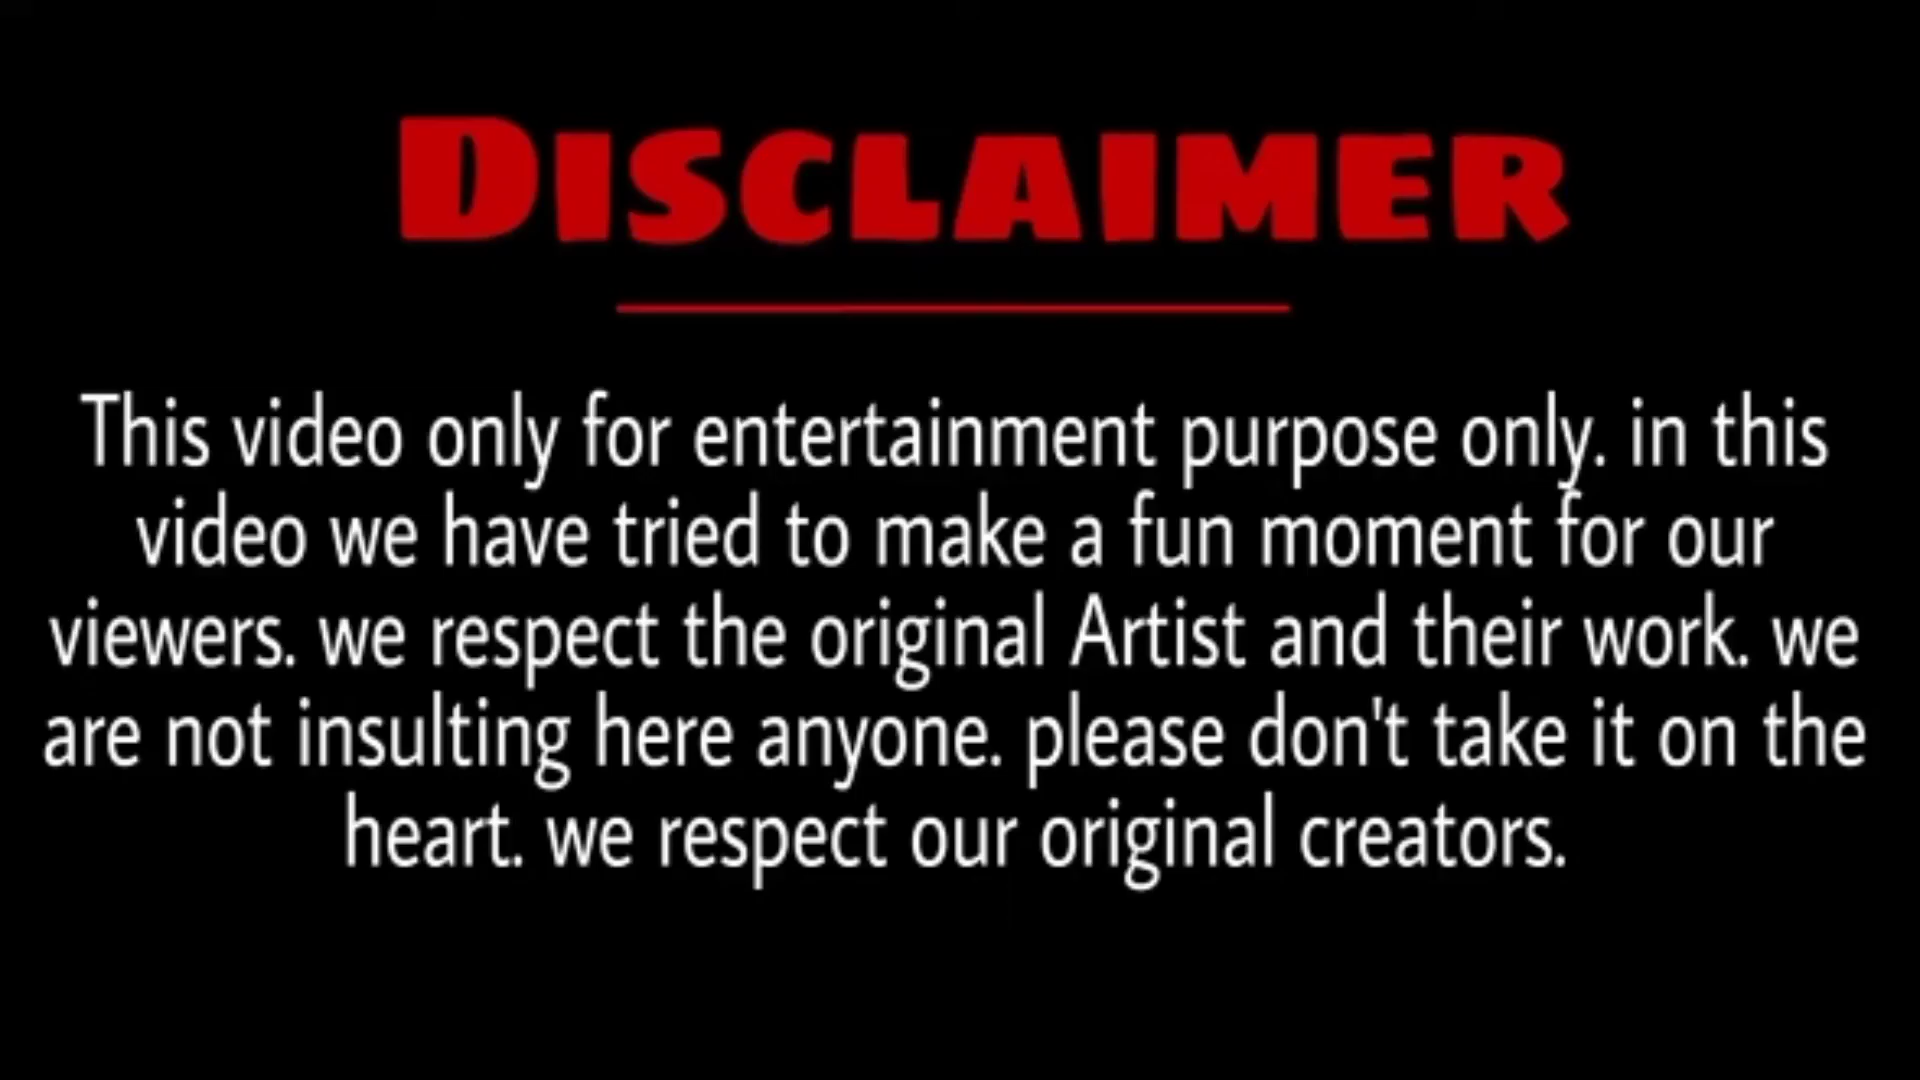 DISCLAIMER
This video only for entertainment purpose only. in this
video we have tried to make a fun moment for our
viewers. we respect the original Artist and their work. we
are not insulting here anyone. please don't take it on the
heart. we respect our original creators.